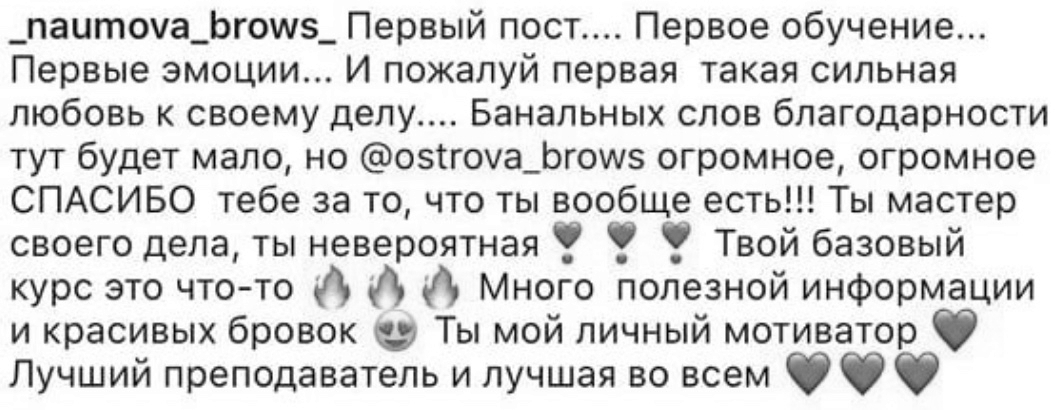 _naumova_brows_ Первый пост.... Первое обучение...
Первые эмоции... И пожалуй первая такая сильная
любовь к своему делу.... Банальных слов благодарности
тут будет мало, но @ostrova_brows огромное, огромное
СПАСИБО тебе за то, что ты вообще есть!!! Ты мастер
своего дела, ты невероятная❣️❣️❣️ Твой базовый
курс это что-то 🔥🔥🔥 Много полезной информации
и красивых бровок 😍 Ты мой личный мотиватор ❤️
Лучший преподаватель и лучшая во всем ❤️❤️❤️